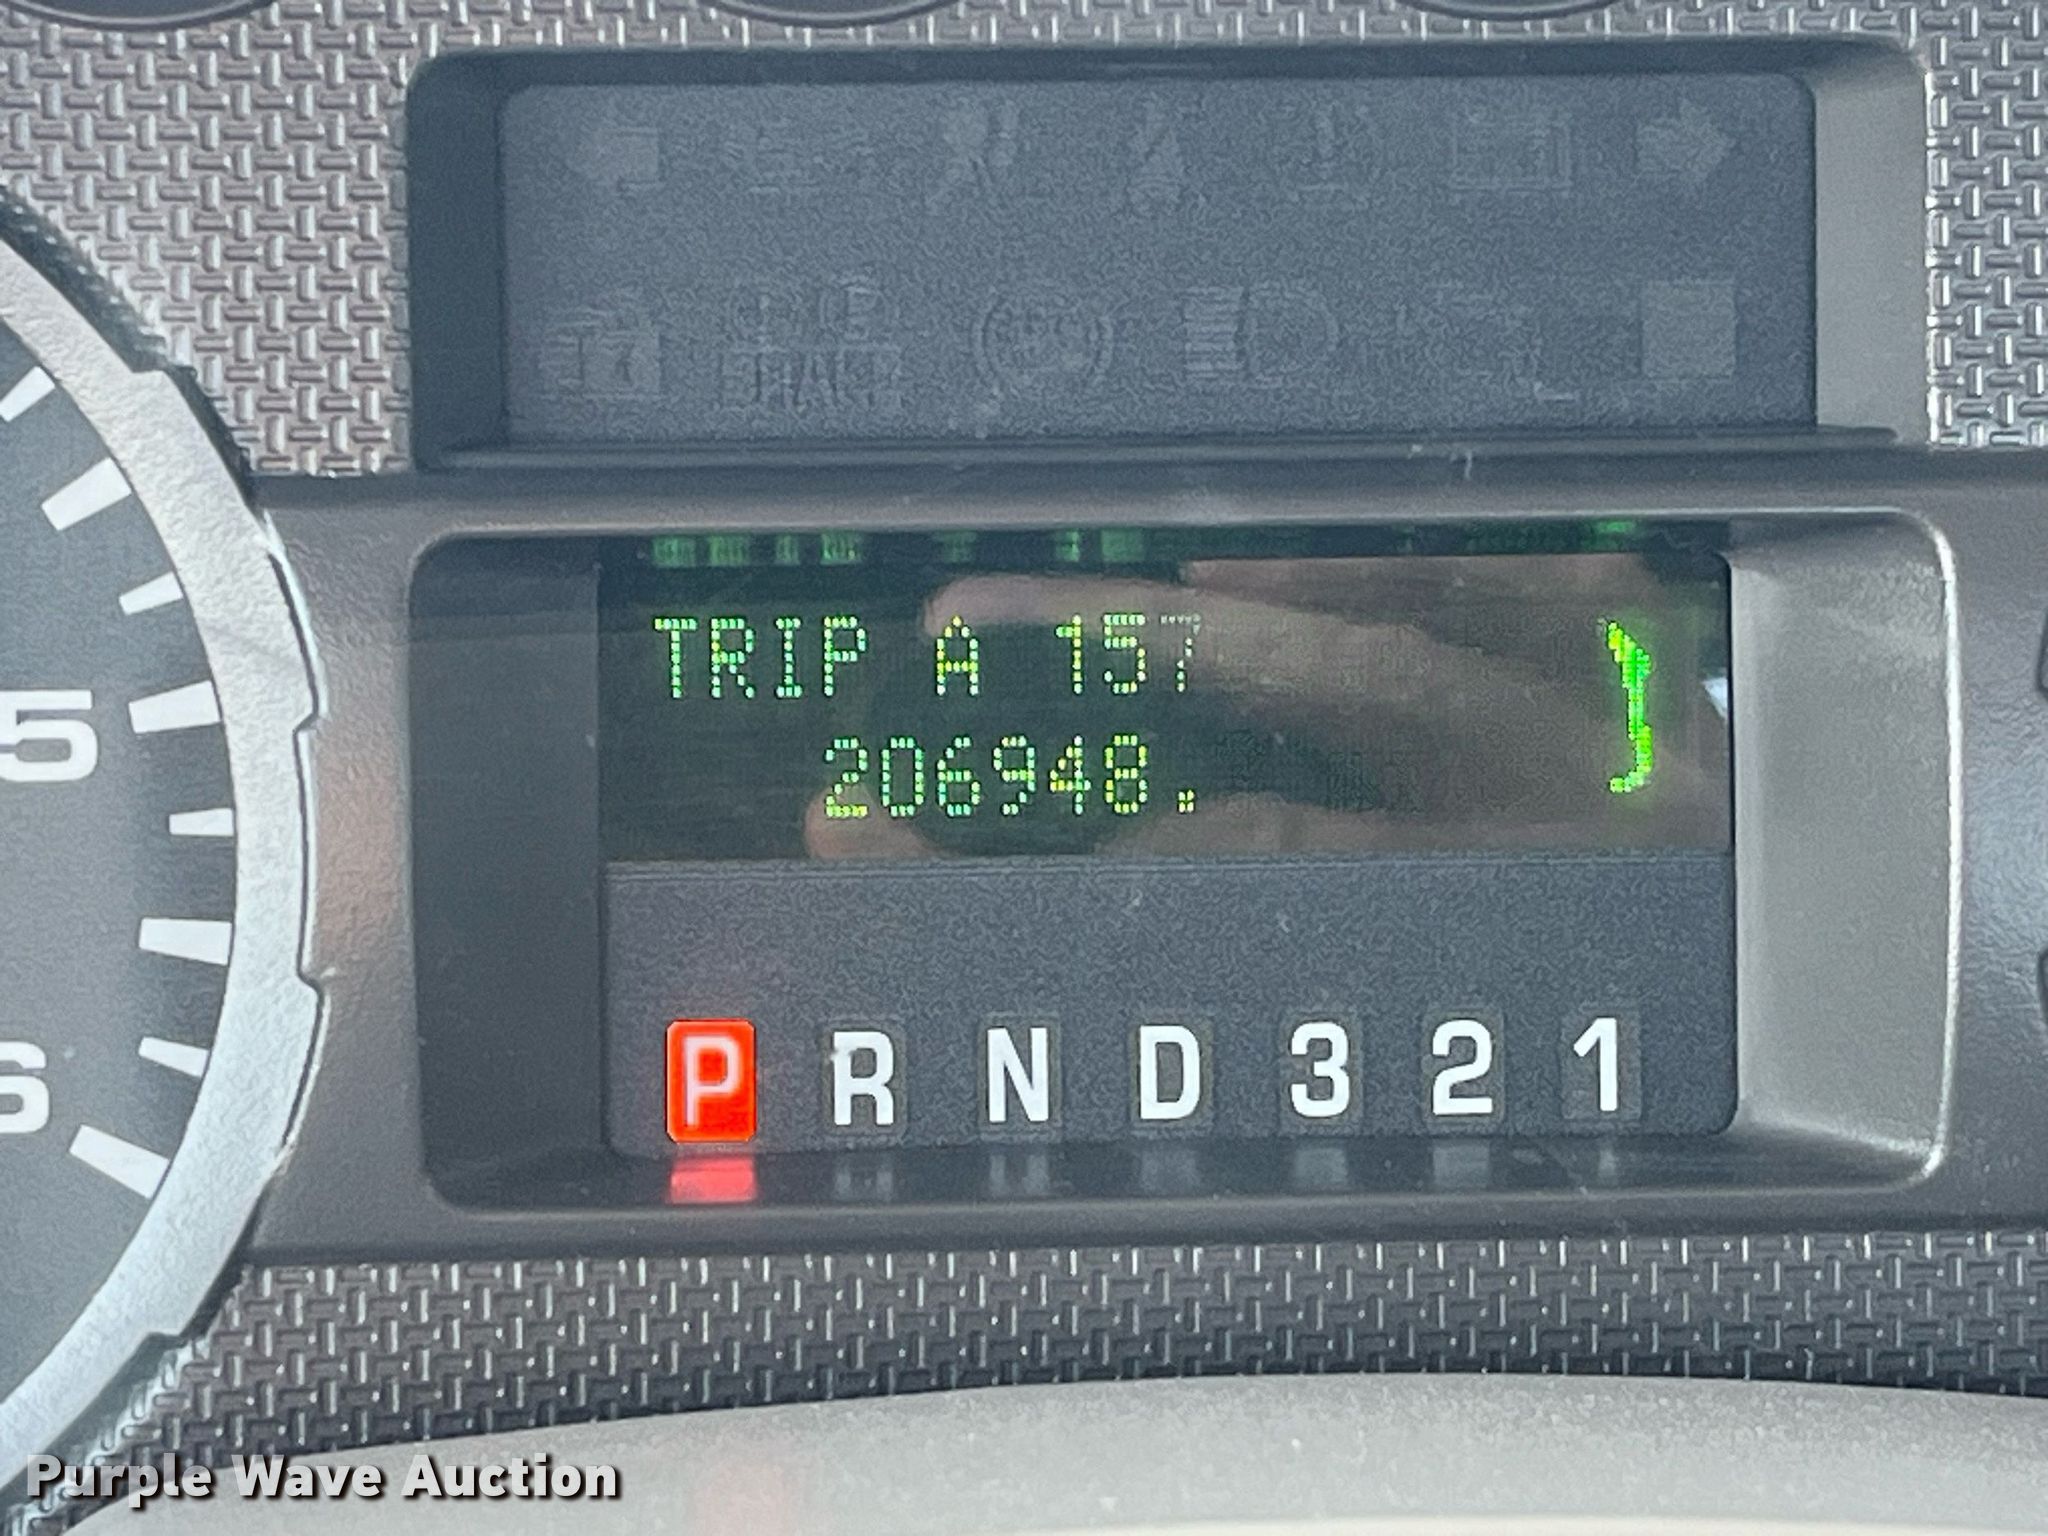 5
6
TRIP A 157
206948.
P R N D 3 2 1
Purple Wave Auction